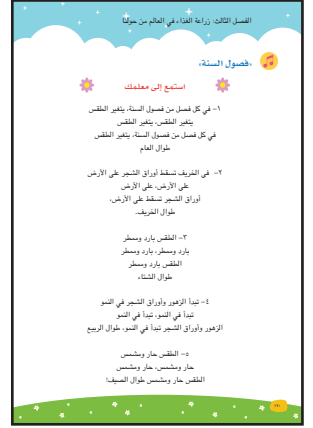 الفصل الثالث: زراعة الغذاء في العالم من حولنا
«فصول السنة»
استمع إلى معلمك
١- في كل فصل من فصول السنة، يتغير الطقس
يتغير الطقس، يتغير الطقس
في كل فصل من فصول السنة، يتغير الطقس
طوال العام
٢- في الخريف تسقط أوراق الشجر على الأرض
على الأرض، على الأرض
أوراق الشجر تسقط على الأرض،
طوال الخريف.
٣- الطقس بارد وممطر
بارد وممطر، بارد وممطر
الطقس بارد وممطر
طوال الشتاء
٤- تبدأ الزهور وأوراق الشجر في النمو
تبدأ في النمو، تبدأ في النمو
الزهور وأوراق الشجر تبدأ في النمو، طوال الربيع
٥- الطقس حار ومشمس
حار ومشمس، حار ومشمس
الطقس حار ومشمس طوال الصيف!